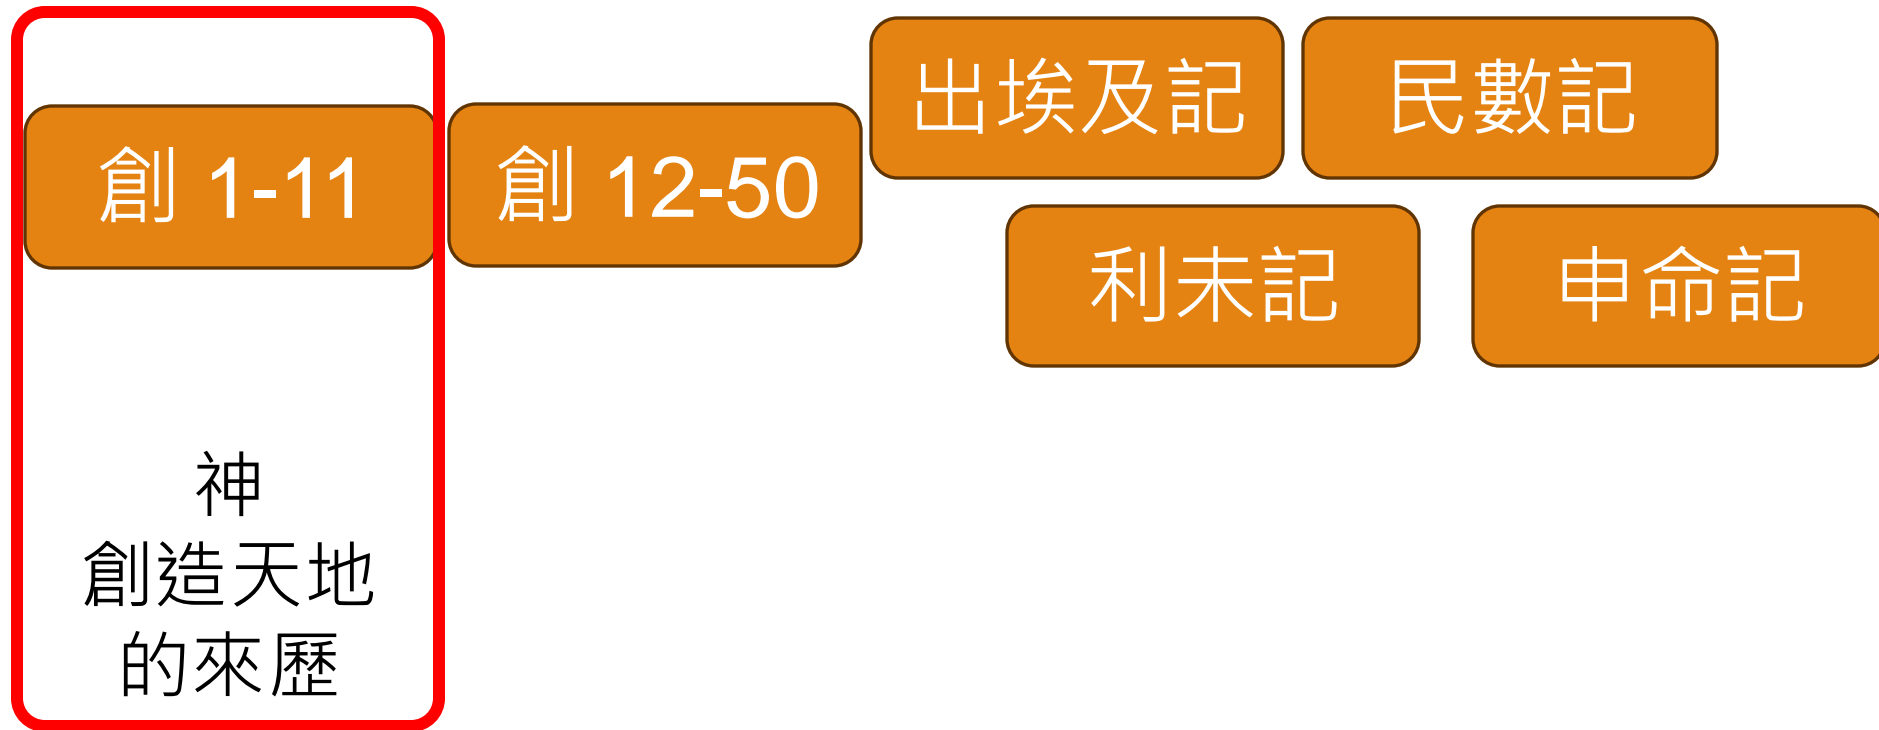 創 1-11
創 12-50
出埃及記
民數記
利未記
申命記
神
創造天地
的來歷